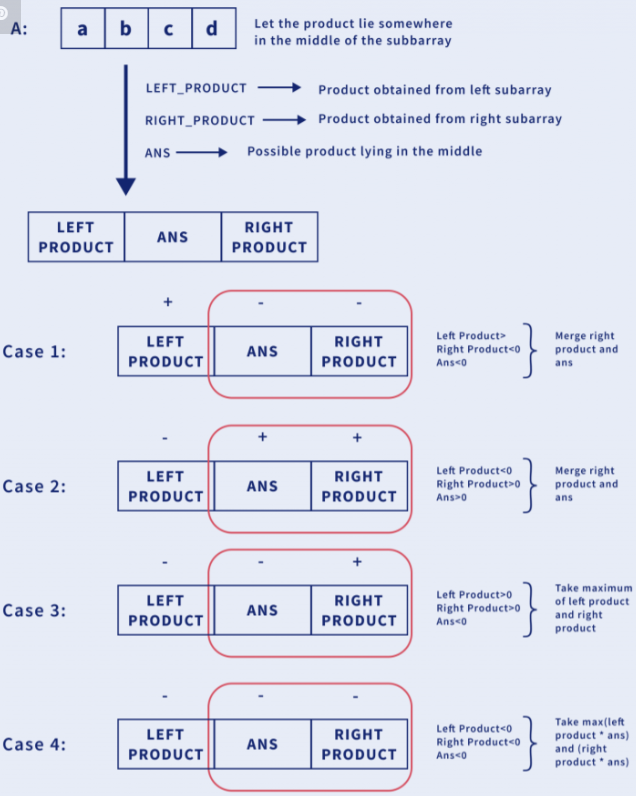 A: a b c d
Let the product lie somewhere
in the middle of the subbarray
LEFT_PRODUCT Product obtained from left subarray
RIGHT_PRODUCT Product obtained from right subarray
ANS Possible product lying in the middle
LEFT
PRODUCT
ANS
RIGHT
PRODUCT
+ - -
Case 1:
LEFT
PRODUCT
ANS
RIGHT
PRODUCT
Left Product>
Right Product<0
Ans<0
Merge right
product and
ans
- + +
Case 2:
LEFT
PRODUCT
ANS
RIGHT
PRODUCT
Left Product<0
Right Product>0
Ans>0
Merge right
product and
ans
- - +
Case 3:
LEFT
PRODUCT
ANS
RIGHT
PRODUCT
Left Product>0
Right Product>0
Ans<0
Take maximum
of left product
and right
product
- - -
Case 4:
LEFT
PRODUCT
ANS
RIGHT
PRODUCT
Left Product<0
Right Product<0
Ans<0
Take max(left
product * ans)
and (right
product * ans)